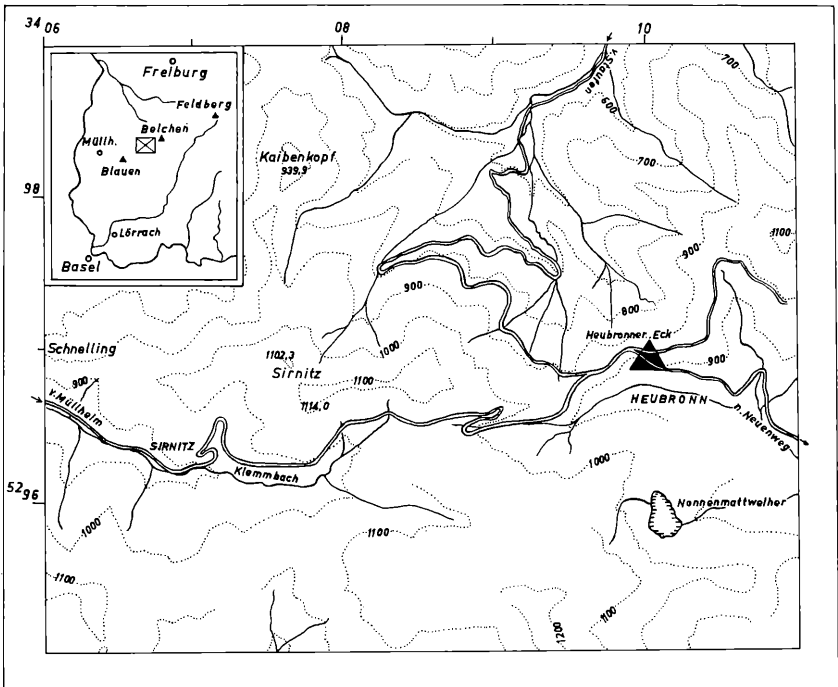 34 06
08
10
Freiburg
Feldberg
Belchen
Müllh.
Blauen
Lörrach
Basel
v. Staufen
700
600
700
Kaibenkopf
939,9
98
1100
900
900
800
Heubronner Eck
1000
900
1102,3
Sirnitz
1100
1114,0
Schnelling
900
v. Müllheim
SIRNITZ
Klemmbach
HEUBRONN
n. Neuenweg
52 96
1000
Nonnenmattweiher
1000
1100
1100
1100
1200